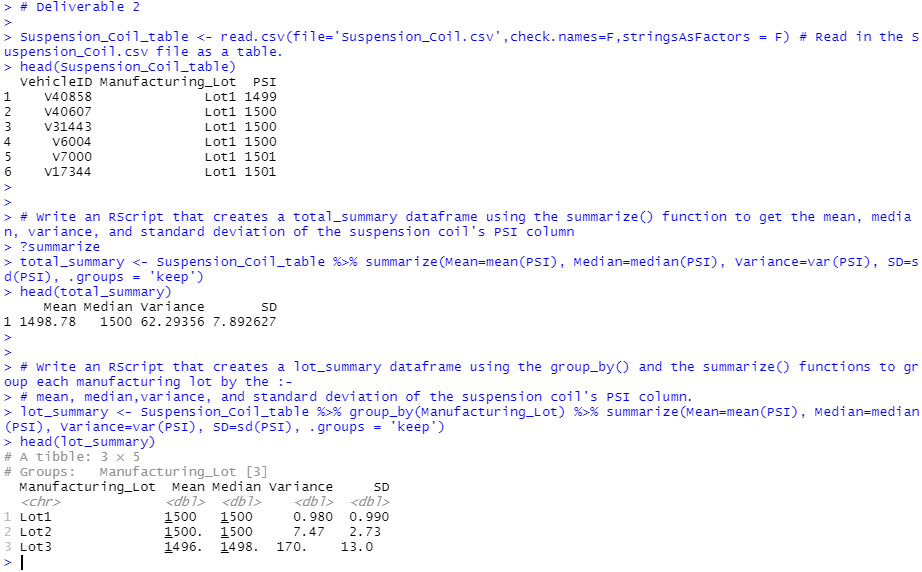 > # Deliverable 2
>
> Suspension_Coil_table <- read.csv(file='Suspension_Coil.csv',check.names=F,stringsAsFactors = F) # Read in the S
uspension_Coil.csv file as a table.
> head(Suspension_Coil_table)
  VehicleID Manufacturing_Lot  PSI
1    V40858              Lot1 1499
2    V40607              Lot1 1500
3    V31443              Lot1 1500
4     V6004              Lot1 1500
5     V7000              Lot1 1501
6    V17344              Lot1 1501
>
>
> # Write an RScript that creates a total_summary dataframe using the summarize() function to get the mean, media
n, variance, and standard deviation of the suspension coil's PSI column
> ?summarize
> total_summary <- Suspension_Coil_table %>% summarize(Mean=mean(PSI), Median=median(PSI), Variance=var(PSI), SD=s
d(PSI), .groups = 'keep')
> head(total_summary)
     Mean Median Variance       SD
1 1498.78   1500 62.29356 7.892627
>
>
> # Write an RScript that creates a lot_summary dataframe using the group_by() and the summarize() functions to gr
oup each manufacturing lot by the :-
> # mean, median,variance, and standard deviation of the suspension coil's PSI column.
> lot_summary <- Suspension_Coil_table %>% group_by(Manufacturing_Lot) %>% summarize(Mean=mean(PSI), Median=median
(PSI), Variance=var(PSI), SD=sd(PSI), .groups = 'keep')
> head(lot_summary)
# A tibble: 3 x 5
# Groups:   Manufacturing_Lot [3]
  Manufacturing_Lot  Mean Median Variance     SD
  <chr>             <dbl>  <dbl>    <dbl>  <dbl>
1 Lot1              1500   1500     0.980  0.990
2 Lot2              1500.  1500     7.47   2.73
3 Lot3              1496.  1498.  170.    13.0
>